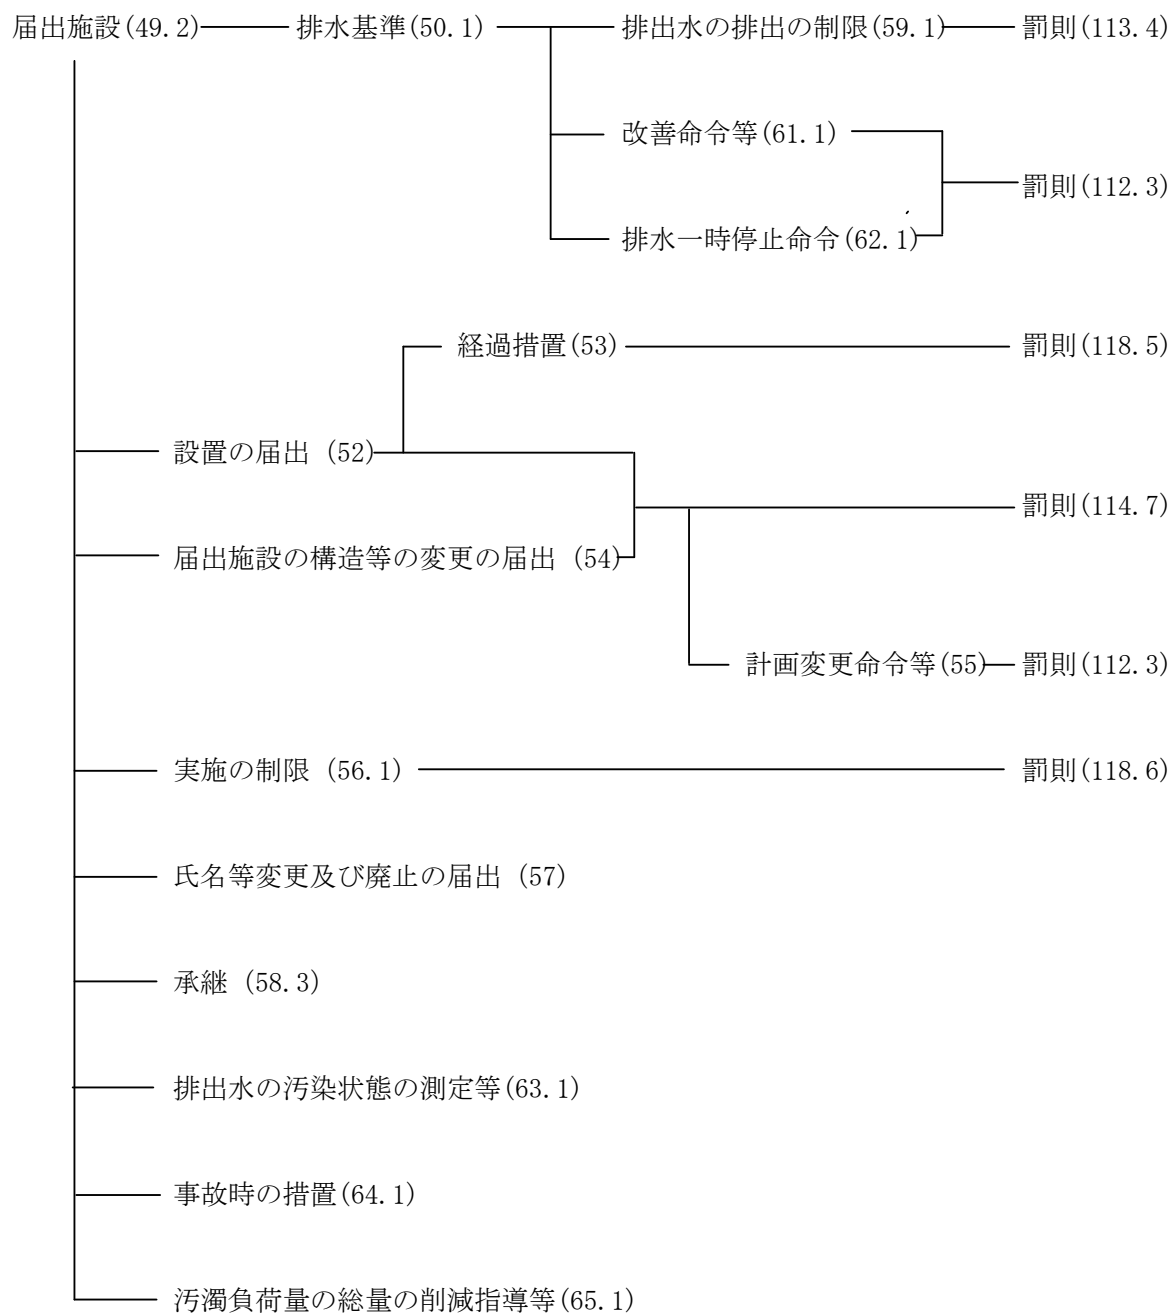 届出施設(49.2) 排水基準(50.1) 排出水の排出の制限(59.1) 罰則(113.4)
改善命令等(61.1)
罰則(112.3)
排水一時停止命令(62.1)
経過措置(53) 罰則(118.5)
設置の届出 (52)
罰則(114.7)
届出施設の構造等の変更の届出 (54)
計画変更命令等(55) 罰則(112.3)
実施の制限 (56.1) 罰則(118.6)
氏名等変更及び廃止の届出 (57)
承継 (58.3)
排出水の汚染状態の測定等(63.1)
事故時の措置(64.1)
汚濁負荷量の総量の削減指導等(65.1)